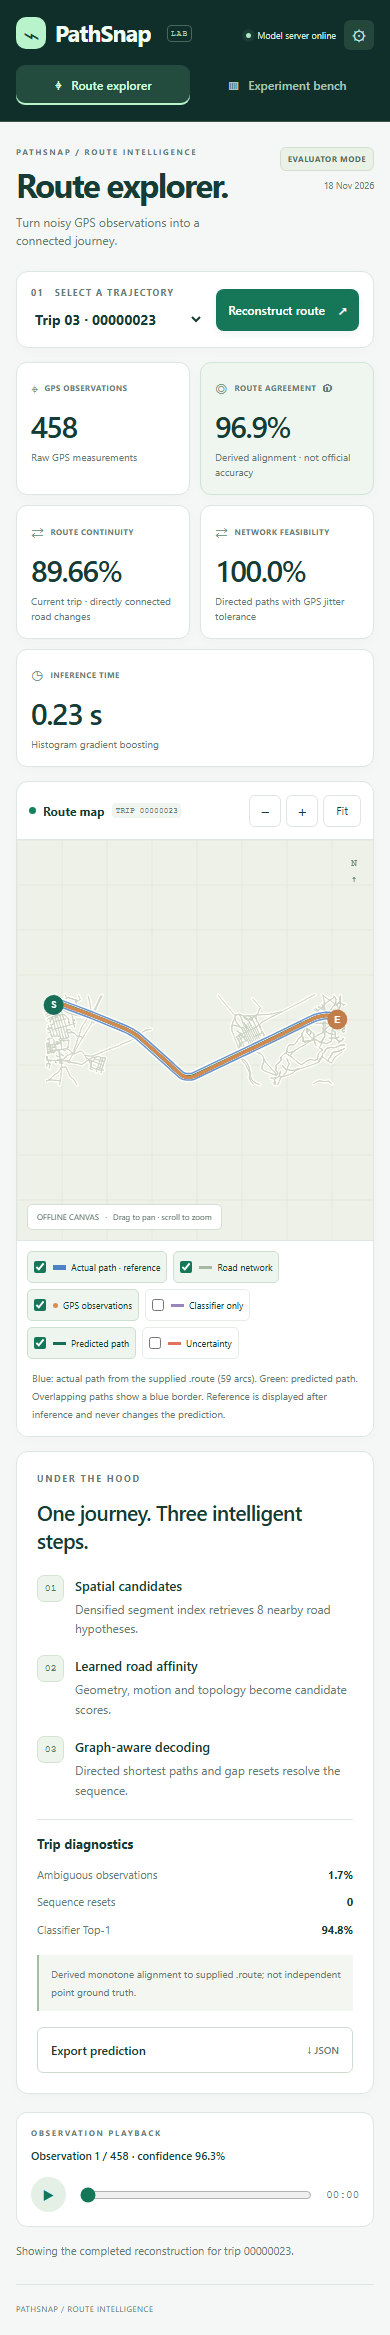 PathSnap LAB
Model server online
Route explorer
Experiment bench
PATHSNAP / ROUTE INTELLIGENCE
EVALUATOR MODE
Route explorer.
18 Nov 2026
Turn noisy GPS observations into a
connected journey.
01 SELECT A TRAJECTORY
Trip 03 · 00000023
Reconstruct route ↗
GPS OBSERVATIONS
458
Raw GPS measurements
ROUTE AGREEMENT
96.9%
Derived alignment · not official
accuracy
ROUTE CONTINUITY
89.66%
Current trip · directly connected
road changes
NETWORK FEASIBILITY
100.0%
Directed paths with GPS jitter
tolerance
INFERENCE TIME
0.23 s
Histogram gradient boosting
Route map TRIP 00000023
− + Fit
N
↑
S
E
OFFLINE CANVAS · Drag to pan · scroll to zoom
Actual path · reference
Road network
GPS observations
Classifier only
Predicted path
Uncertainty
Blue: actual path from the supplied .route (59 arcs). Green: predicted path.
Overlapping paths show a blue border. Reference is displayed after
inference and never changes the prediction.
UNDER THE HOOD
One journey. Three intelligent
steps.
01 Spatial candidates
Densified segment index retrieves 8 nearby road
hypotheses.
02 Learned road affinity
Geometry, motion and topology become candidate
scores.
03 Graph-aware decoding
Directed shortest paths and gap resets resolve the
sequence.
Trip diagnostics
Ambiguous observations 1.7%
Sequence resets 0
Classifier Top-1 94.8%
Derived monotone alignment to supplied .route; not independent
point ground truth.
Export prediction ↓ JSON
OBSERVATION PLAYBACK
Observation 1 / 458 · confidence 96.3%
00:00
Showing the completed reconstruction for trip 00000023.
PATHSNAP / ROUTE INTELLIGENCE